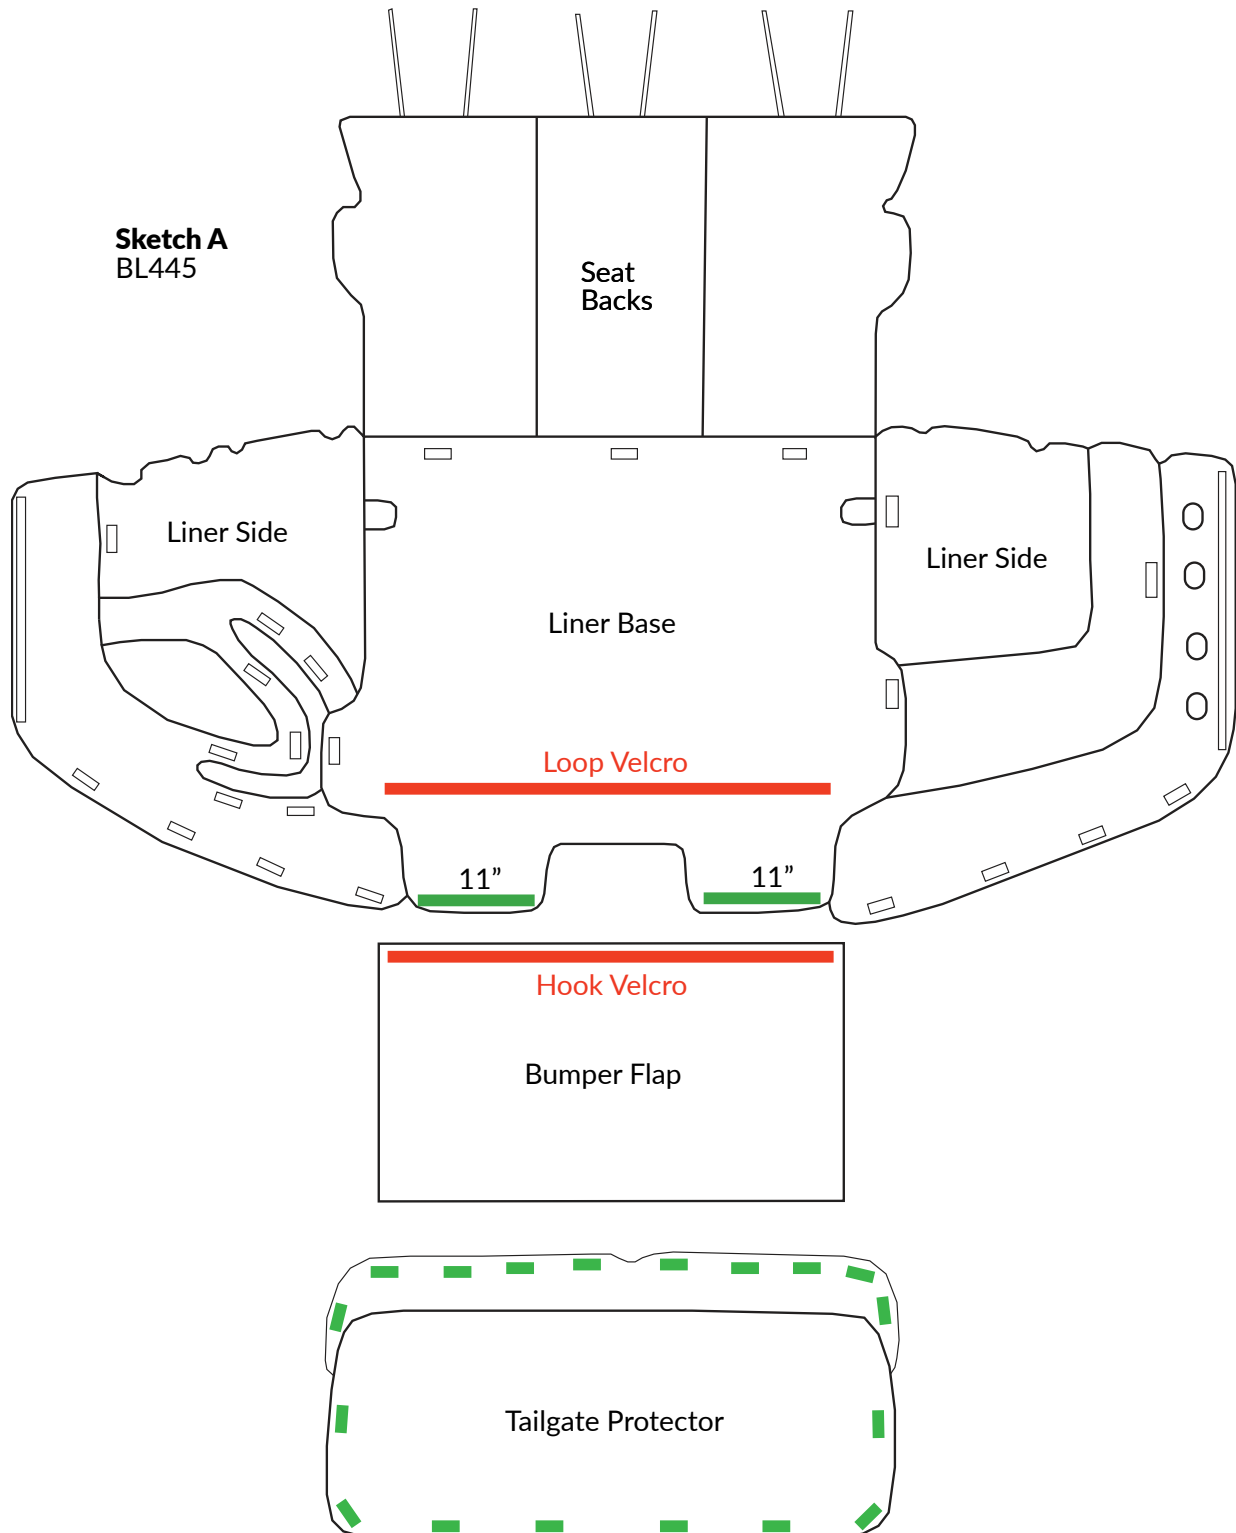 Sketch A
BL445
Seat
Backs
Liner Side
Liner Side
Liner Base
Loop Velcro
11”
11”
Hook Velcro
Bumper Flap
Tailgate Protector